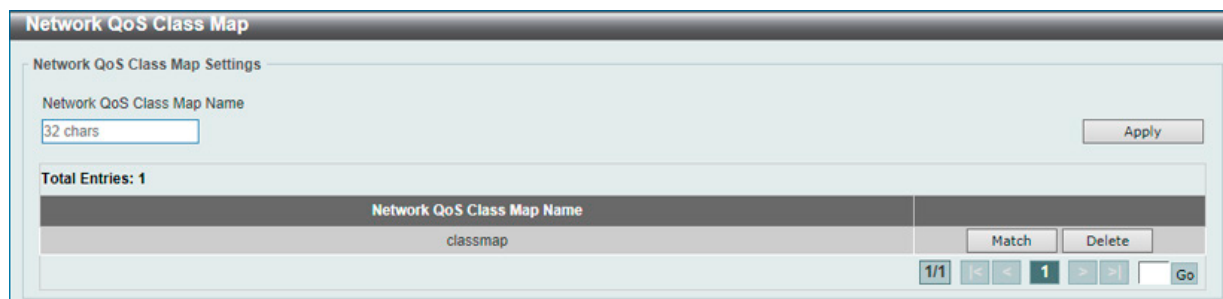 Network QoS Class Map
Network QoS Class Map Settings
Network QoS Class Map Name
32 chars
Apply
Total Entries: 1
Network QoS Class Map Name
classmap Match Delete
1/1 |< < 1 > >| Go